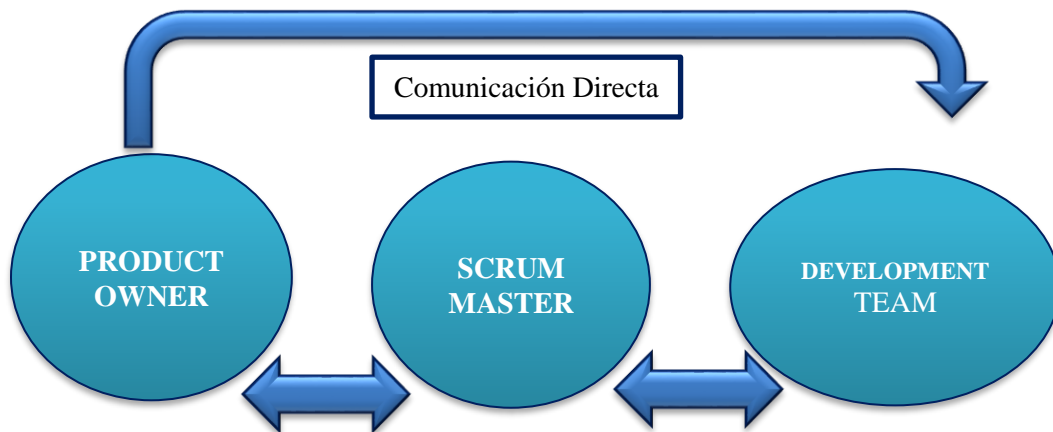 Comunicación Directa
PRODUCT
OWNER
SCRUM
MASTER
DEVELOPMENT
TEAM